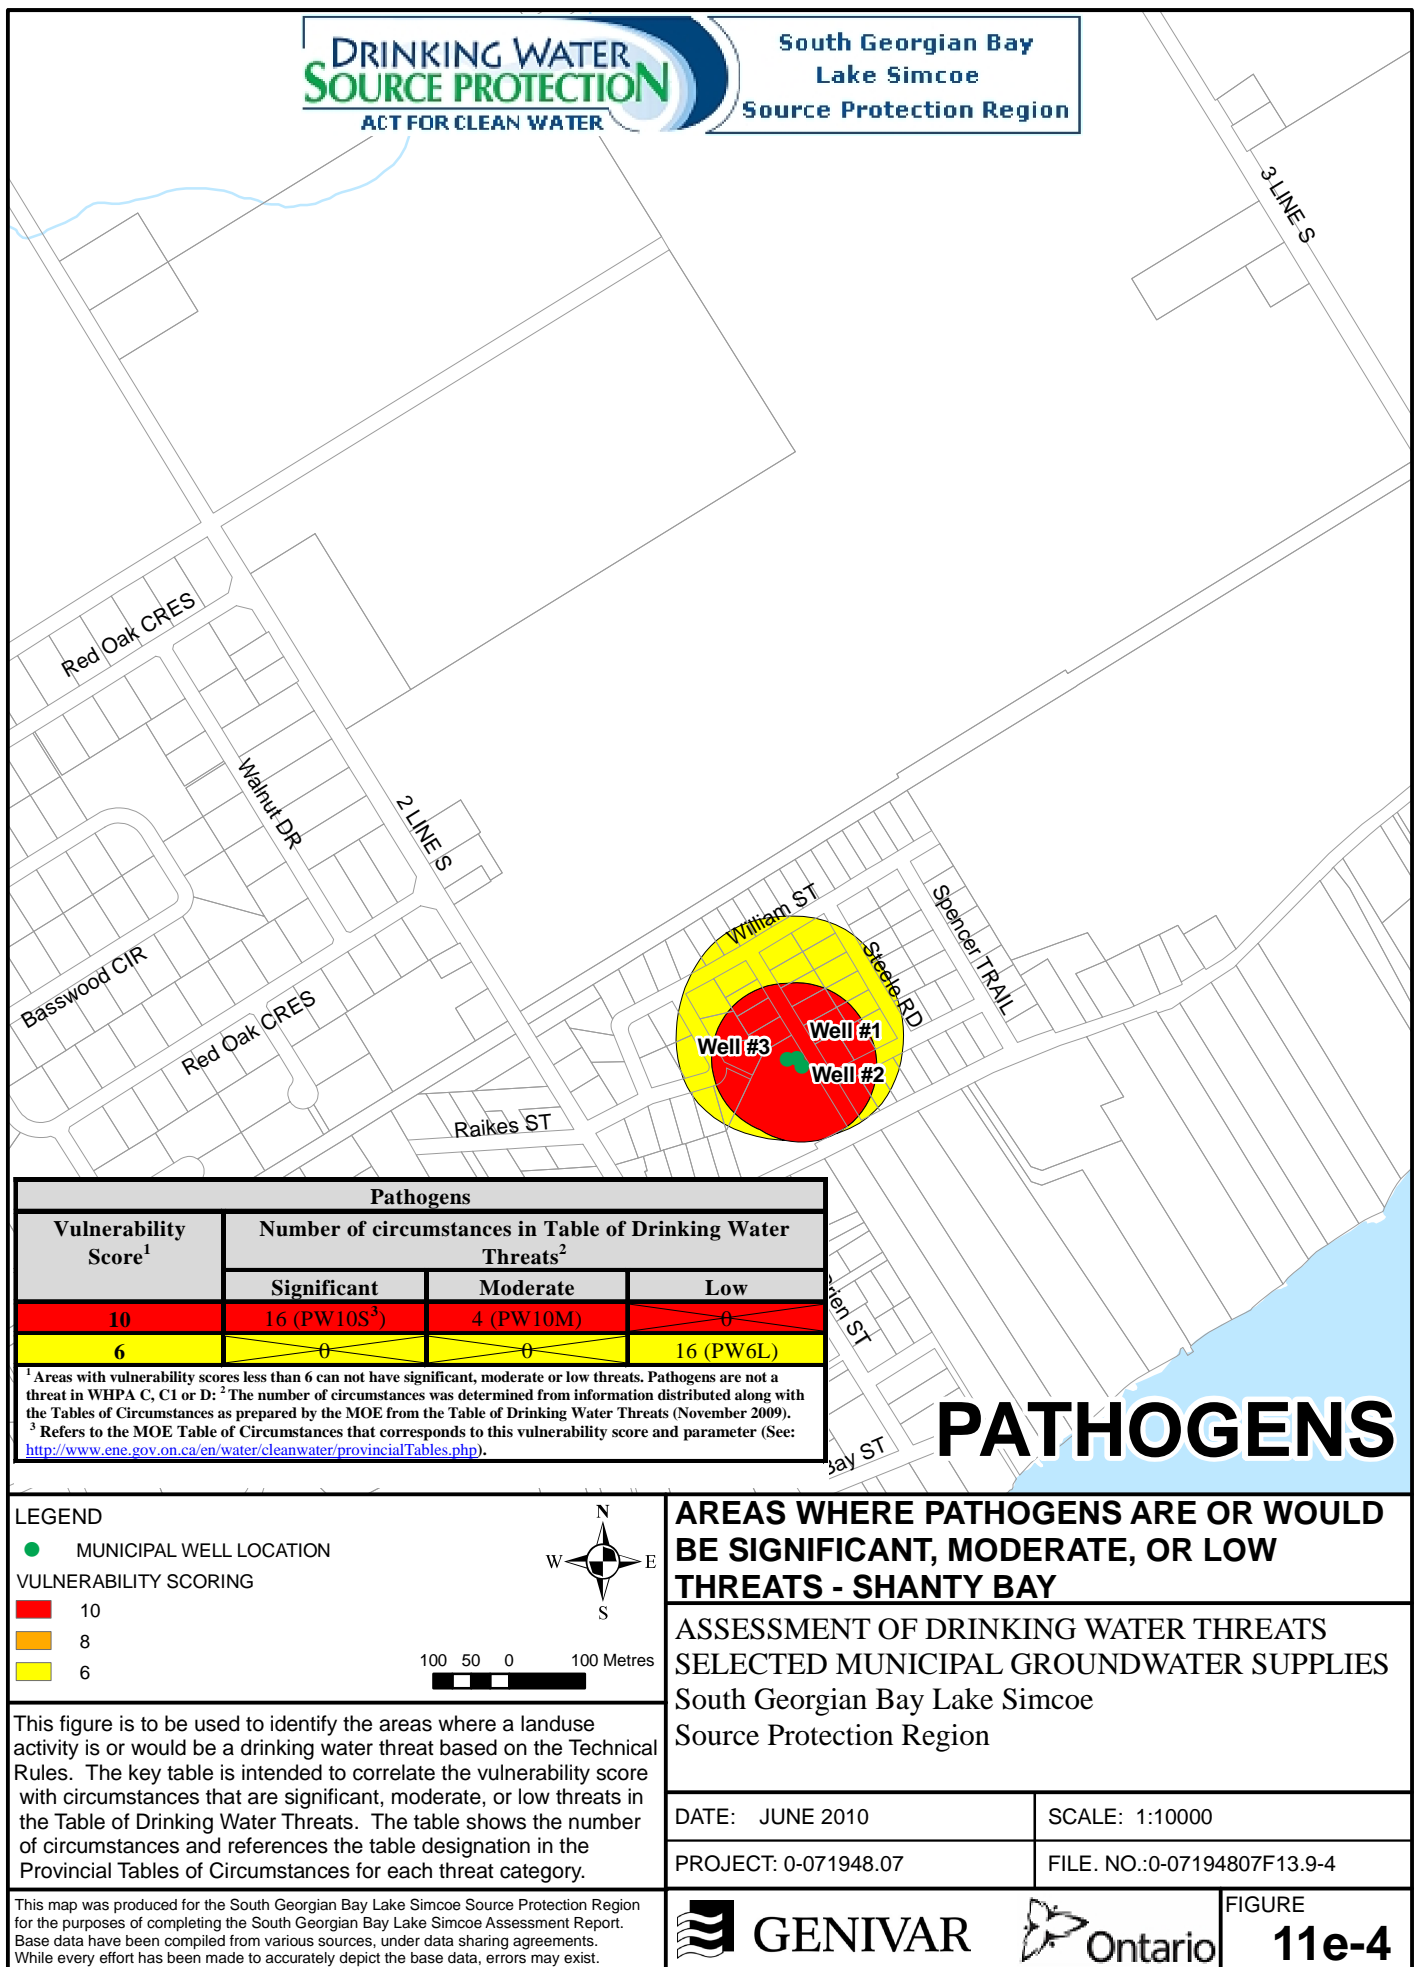 DRINKING WATER
SOURCE PROTECTION
ACT FOR CLEAN WATER
South Georgian Bay
Lake Simcoe
Source Protection Region
3 LINE S
Red Oak CRES
Walnut DR
2 LINE S
William ST
Spencer TRAIL
Steele RD
Basswood CIR
Red Oak CRES
Well #1
Well #3
Well #2
Raikes ST
Pathogens
Vulnerability Score¹
Number of circumstances in Table of Drinking Water Threats²
Significant Moderate Low
10 16 (PW10S³) 4 (PW10M) 0
6 0 0 16 (PW6L)
¹ Areas with vulnerability scores less than 6 can not have significant, moderate or low threats. Pathogens are not a
threat in WHPA C, C1 or D: ² The number of circumstances was determined from information distributed along with
the Tables of Circumstances as prepared by the MOE from the Table of Drinking Water Threats (November 2009).
³ Refers to the MOE Table of Circumstances that corresponds to this vulnerability score and parameter (See:
http://www.ene.gov.on.ca/en/water/cleanwater/provincialTables.php).
rien ST
Bay ST
PATHOGENS
LEGEND
MUNICIPAL WELL LOCATION
VULNERABILITY SCORING
10
8
6
N
W E
S
100 50 0 100 Metres
This figure is to be used to identify the areas where a landuse
activity is or would be a drinking water threat based on the Technical
Rules. The key table is intended to correlate the vulnerability score
with circumstances that are significant, moderate, or low threats in
the Table of Drinking Water Threats. The table shows the number
of circumstances and references the table designation in the
Provincial Tables of Circumstances for each threat category.
This map was produced for the South Georgian Bay Lake Simcoe Source Protection Region
for the purposes of completing the South Georgian Bay Lake Simcoe Assessment Report.
Base data have been compiled from various sources, under data sharing agreements.
While every effort has been made to accurately depict the base data, errors may exist.
AREAS WHERE PATHOGENS ARE OR WOULD
BE SIGNIFICANT, MODERATE, OR LOW
THREATS - SHANTY BAY
ASSESSMENT OF DRINKING WATER THREATS
SELECTED MUNICIPAL GROUNDWATER SUPPLIES
South Georgian Bay Lake Simcoe
Source Protection Region
DATE: JUNE 2010
SCALE: 1:10000
PROJECT: 0-071948.07
FILE. NO.:0-07194807F13.9-4
GENIVAR
Ontario
FIGURE
11e-4